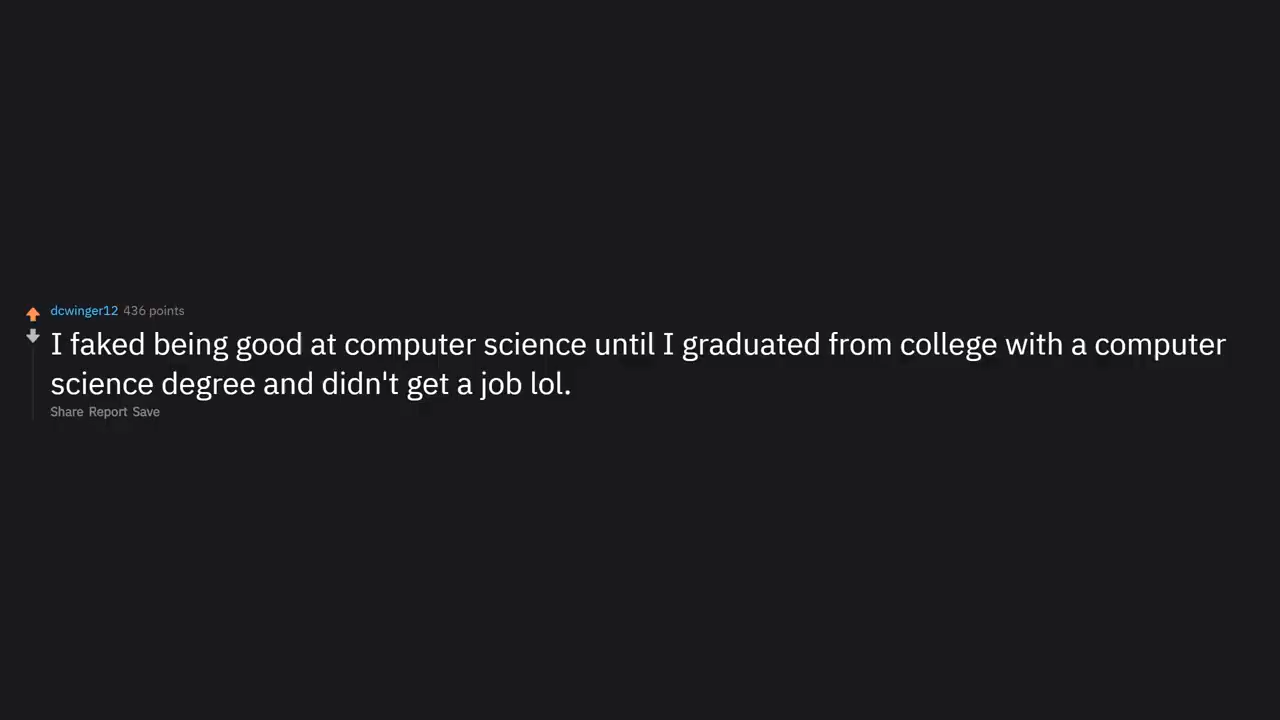 dcwinger12 436 points
I faked being good at computer science until I graduated from college with a computer
science degree and didn't get a job lol.
Share Report Save